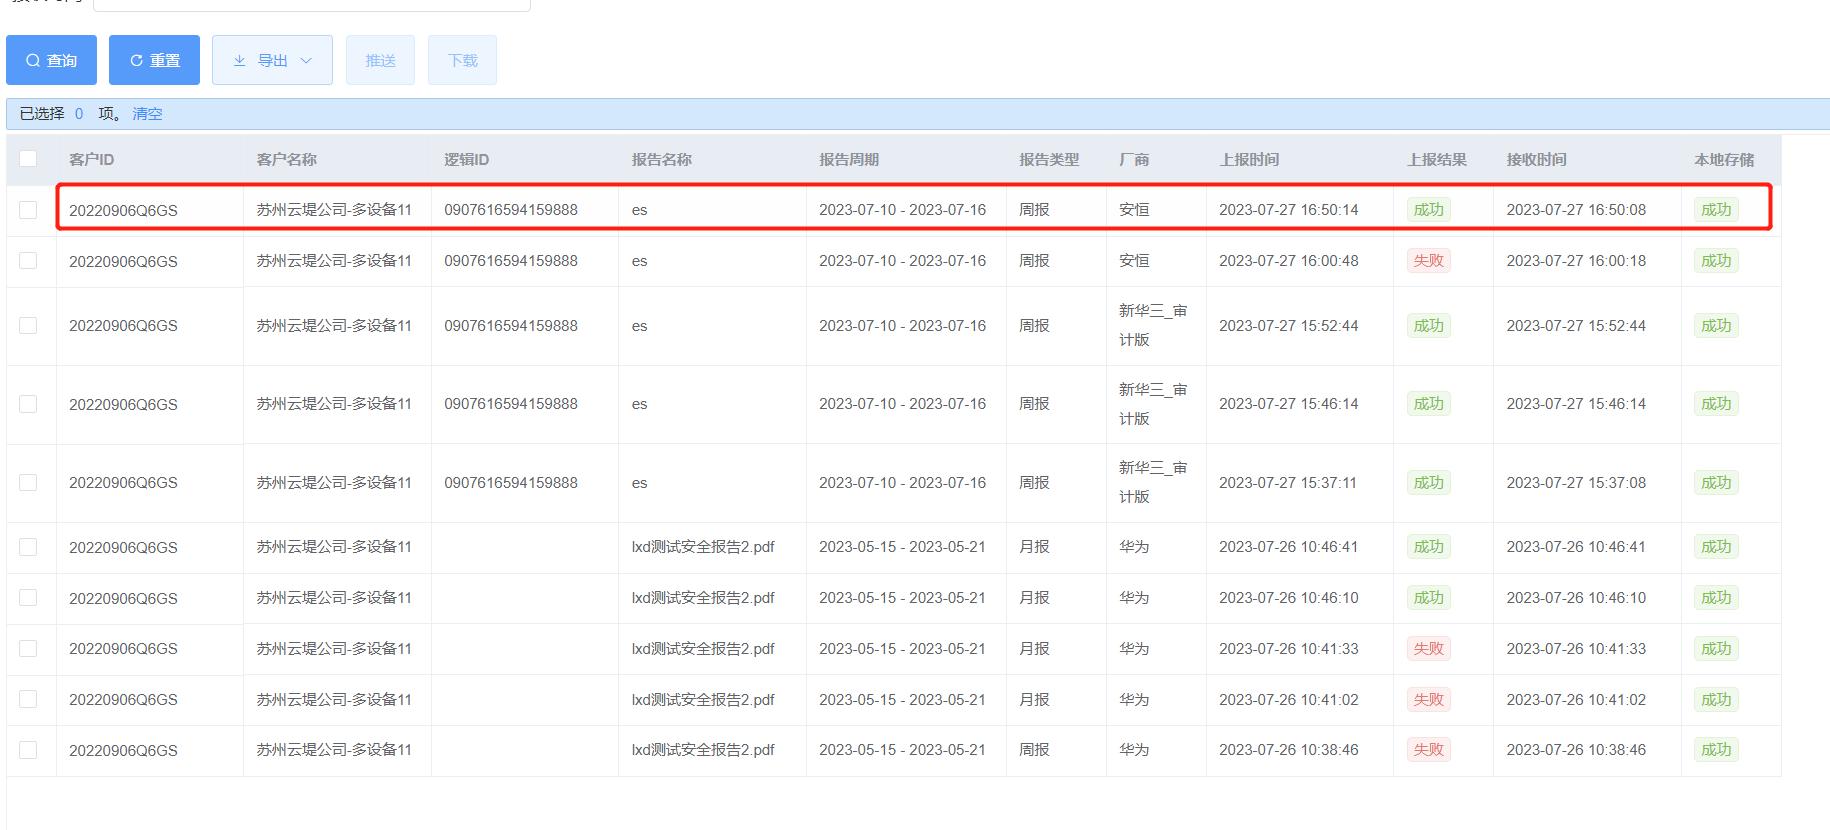 查询 重置 导出 推送 下载
已选择 0 项。 清空
客户ID 客户名称 逻辑ID 报告名称 报告周期 报告类型 厂商 上报时间 上报结果 接收时间 本地存储
20220906Q6GS 苏州云堤公司-多设备11 0907616594159888 es 2023-07-10 - 2023-07-16 周报 安恒 2023-07-27 16:50:14 成功 2023-07-27 16:50:08 成功
20220906Q6GS 苏州云堤公司-多设备11 0907616594159888 es 2023-07-10 - 2023-07-16 周报 安恒 2023-07-27 16:00:48 失败 2023-07-27 16:00:18 成功
20220906Q6GS 苏州云堤公司-多设备11 0907616594159888 es 2023-07-10 - 2023-07-16 周报 新华三_审
计版 2023-07-27 15:52:44 成功 2023-07-27 15:52:44 成功
20220906Q6GS 苏州云堤公司-多设备11 0907616594159888 es 2023-07-10 - 2023-07-16 周报 新华三_审
计版 2023-07-27 15:46:14 成功 2023-07-27 15:46:14 成功
20220906Q6GS 苏州云堤公司-多设备11 0907616594159888 es 2023-07-10 - 2023-07-16 周报 新华三_审
计版 2023-07-27 15:37:11 成功 2023-07-27 15:37:08 成功
20220906Q6GS 苏州云堤公司-多设备11 lxd测试安全报告2.pdf 2023-05-15 - 2023-05-21 月报 华为 2023-07-26 10:46:41 成功 2023-07-26 10:46:41 成功
20220906Q6GS 苏州云堤公司-多设备11 lxd测试安全报告2.pdf 2023-05-15 - 2023-05-21 月报 华为 2023-07-26 10:46:10 成功 2023-07-26 10:46:10 成功
20220906Q6GS 苏州云堤公司-多设备11 lxd测试安全报告2.pdf 2023-05-15 - 2023-05-21 月报 华为 2023-07-26 10:41:33 失败 2023-07-26 10:41:33 成功
20220906Q6GS 苏州云堤公司-多设备11 lxd测试安全报告2.pdf 2023-05-15 - 2023-05-21 月报 华为 2023-07-26 10:41:02 失败 2023-07-26 10:41:02 成功
20220906Q6GS 苏州云堤公司-多设备11 lxd测试安全报告2.pdf 2023-05-15 - 2023-05-21 周报 华为 2023-07-26 10:38:46 失败 2023-07-26 10:38:46 成功